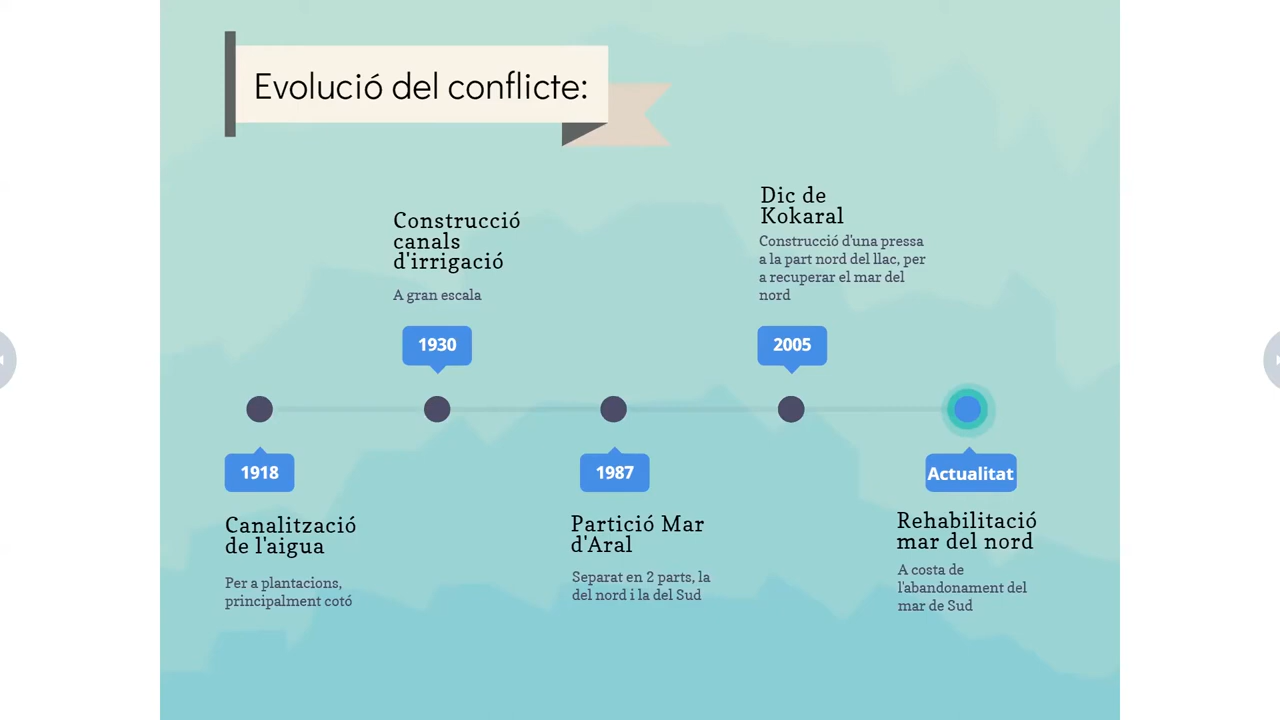 Evolució del conflicte:
1918
Canalització
de l'aigua
Per a plantacions,
principalment cotó
Construcció
canals
d'irrigació
A gran escala
1930
1987
Partició Mar
d'Aral
Separat en 2 parts, la
del nord i la del Sud
Dic de
Kokaral
Construcció d'una pressa
a la part nord del llac, per
a recuperar el mar del
nord
2005
Actualitat
Rehabilitació
mar del nord
A costa de
l'abandonament del
mar de Sud